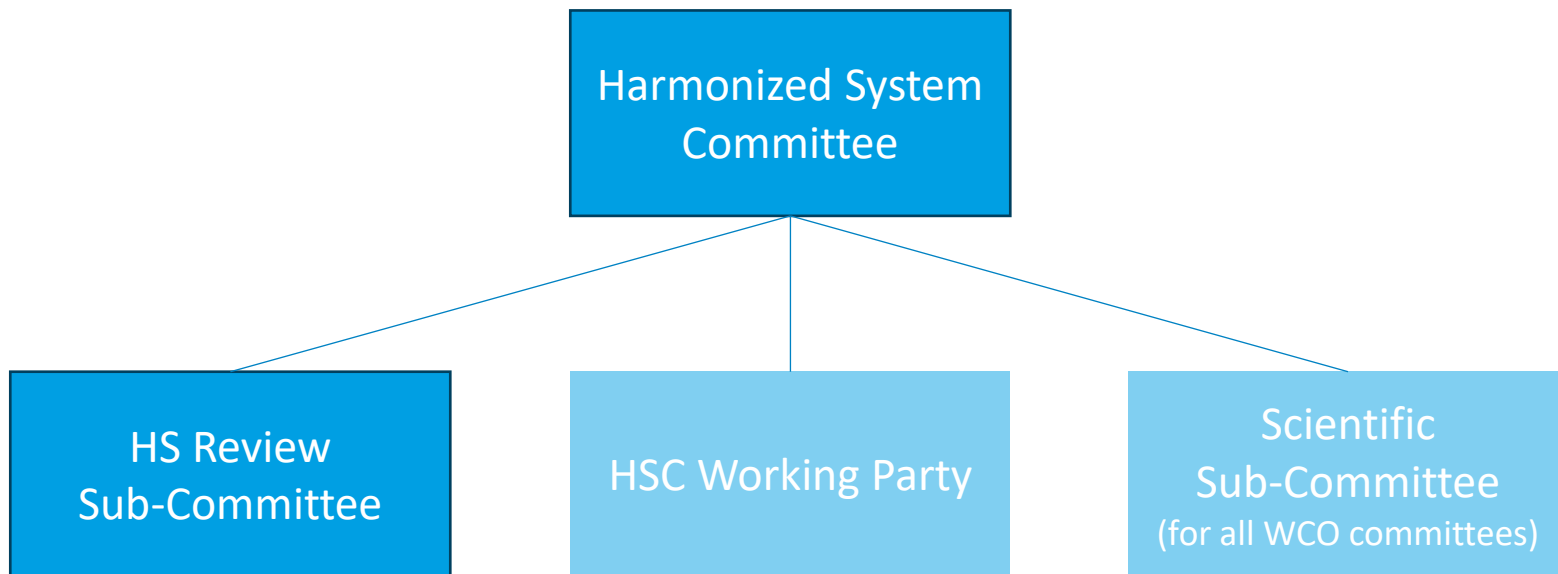 Harmonized System
Committee
HS Review
Sub-Committee
HSC Working Party
Scientific
Sub-Committee
(for all WCO committees)